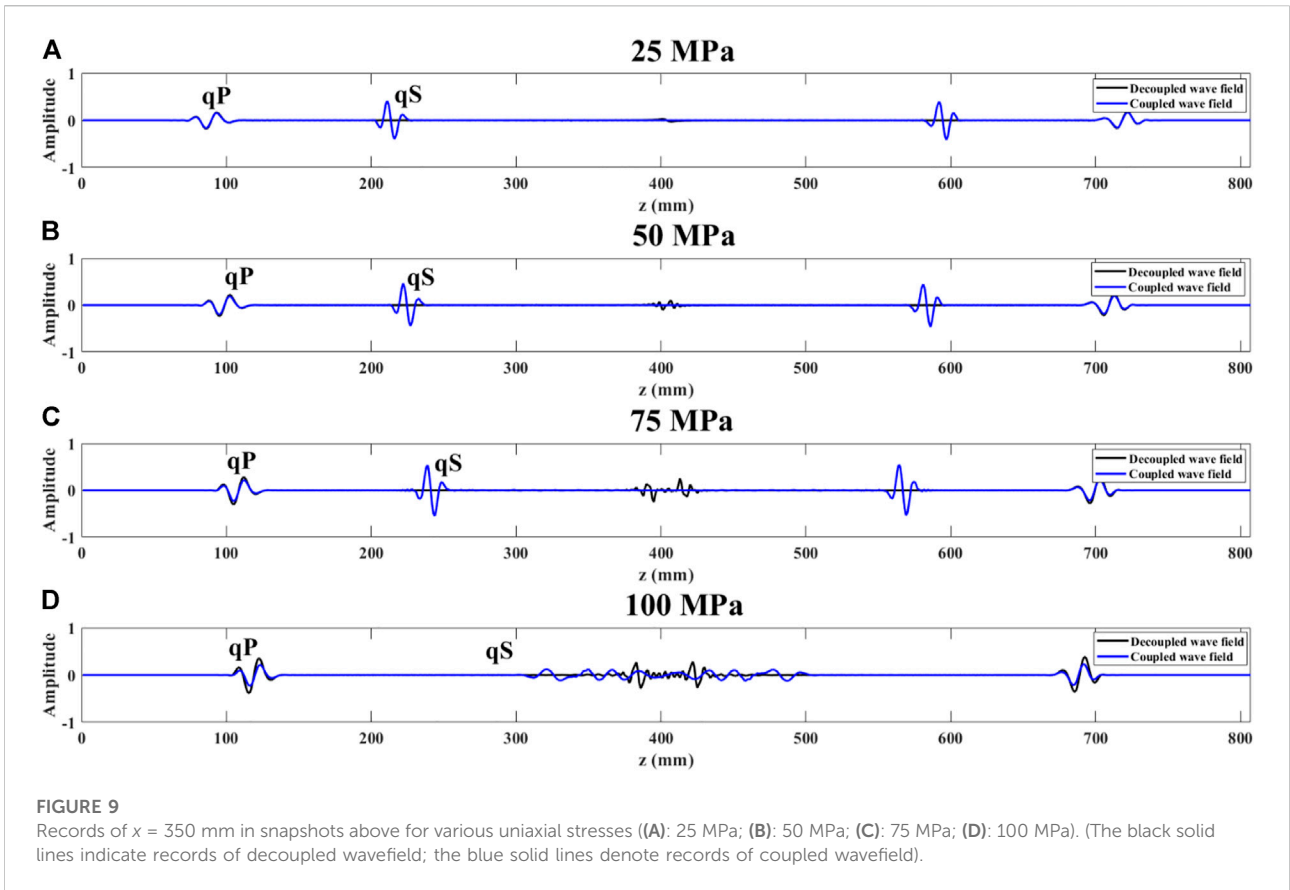 A
25 MPa
1
0
-1
Amplitude
qP
qS
Decoupled wave field
Coupled wave field
0 100 200 300 400 500 600 700 800
z (mm)
B
50 MPa
1
0
-1
Amplitude
qP
qS
Decoupled wave field
Coupled wave field
0 100 200 300 400 500 600 700 800
z (mm)
C
75 MPa
1
0
-1
Amplitude
qP
qS
Decoupled wave field
Coupled wave field
0 100 200 300 400 500 600 700 800
z (mm)
D
100 MPa
1
0
-1
Amplitude
qP
qS
Decoupled wave field
Coupled wave field
0 100 200 300 400 500 600 700 800
z (mm)
FIGURE 9
Records of x = 350 mm in snapshots above for various uniaxial stresses ((A): 25 MPa; (B): 50 MPa; (C): 75 MPa; (D): 100 MPa). (The black solid
lines indicate records of decoupled wavefield; the blue solid lines denote records of coupled wavefield).